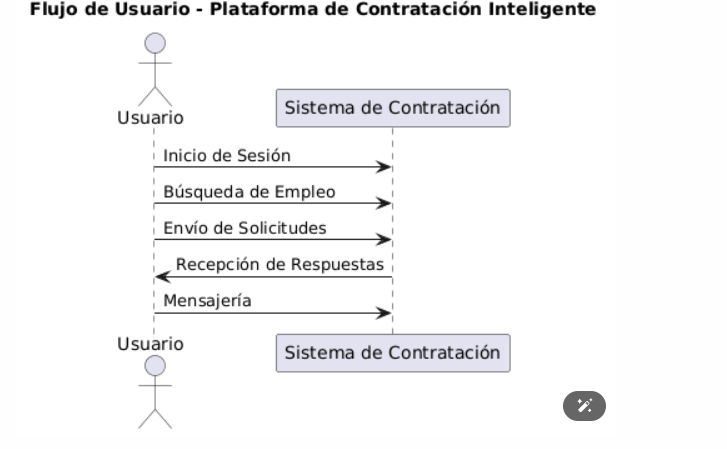 Flujo de Usuario - Plataforma de Contratación Inteligente
Usuario
Sistema de Contratación
Inicio de Sesión
Búsqueda de Empleo
Envío de Solicitudes
Recepción de Respuestas
Mensajería
Usuario
Sistema de Contratación